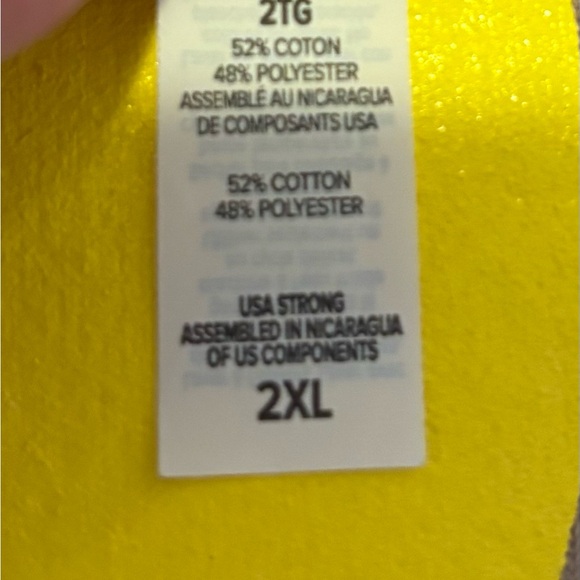 2TG
52% COTON
48% POLYESTER
ASSEMBLÉ AU NICARAGUA
DE COMPOSANTS USA
52% COTTON
48% POLYESTER
USA STRONG
ASSEMBLED IN NICARAGUA
OF US COMPONENTS
2XL